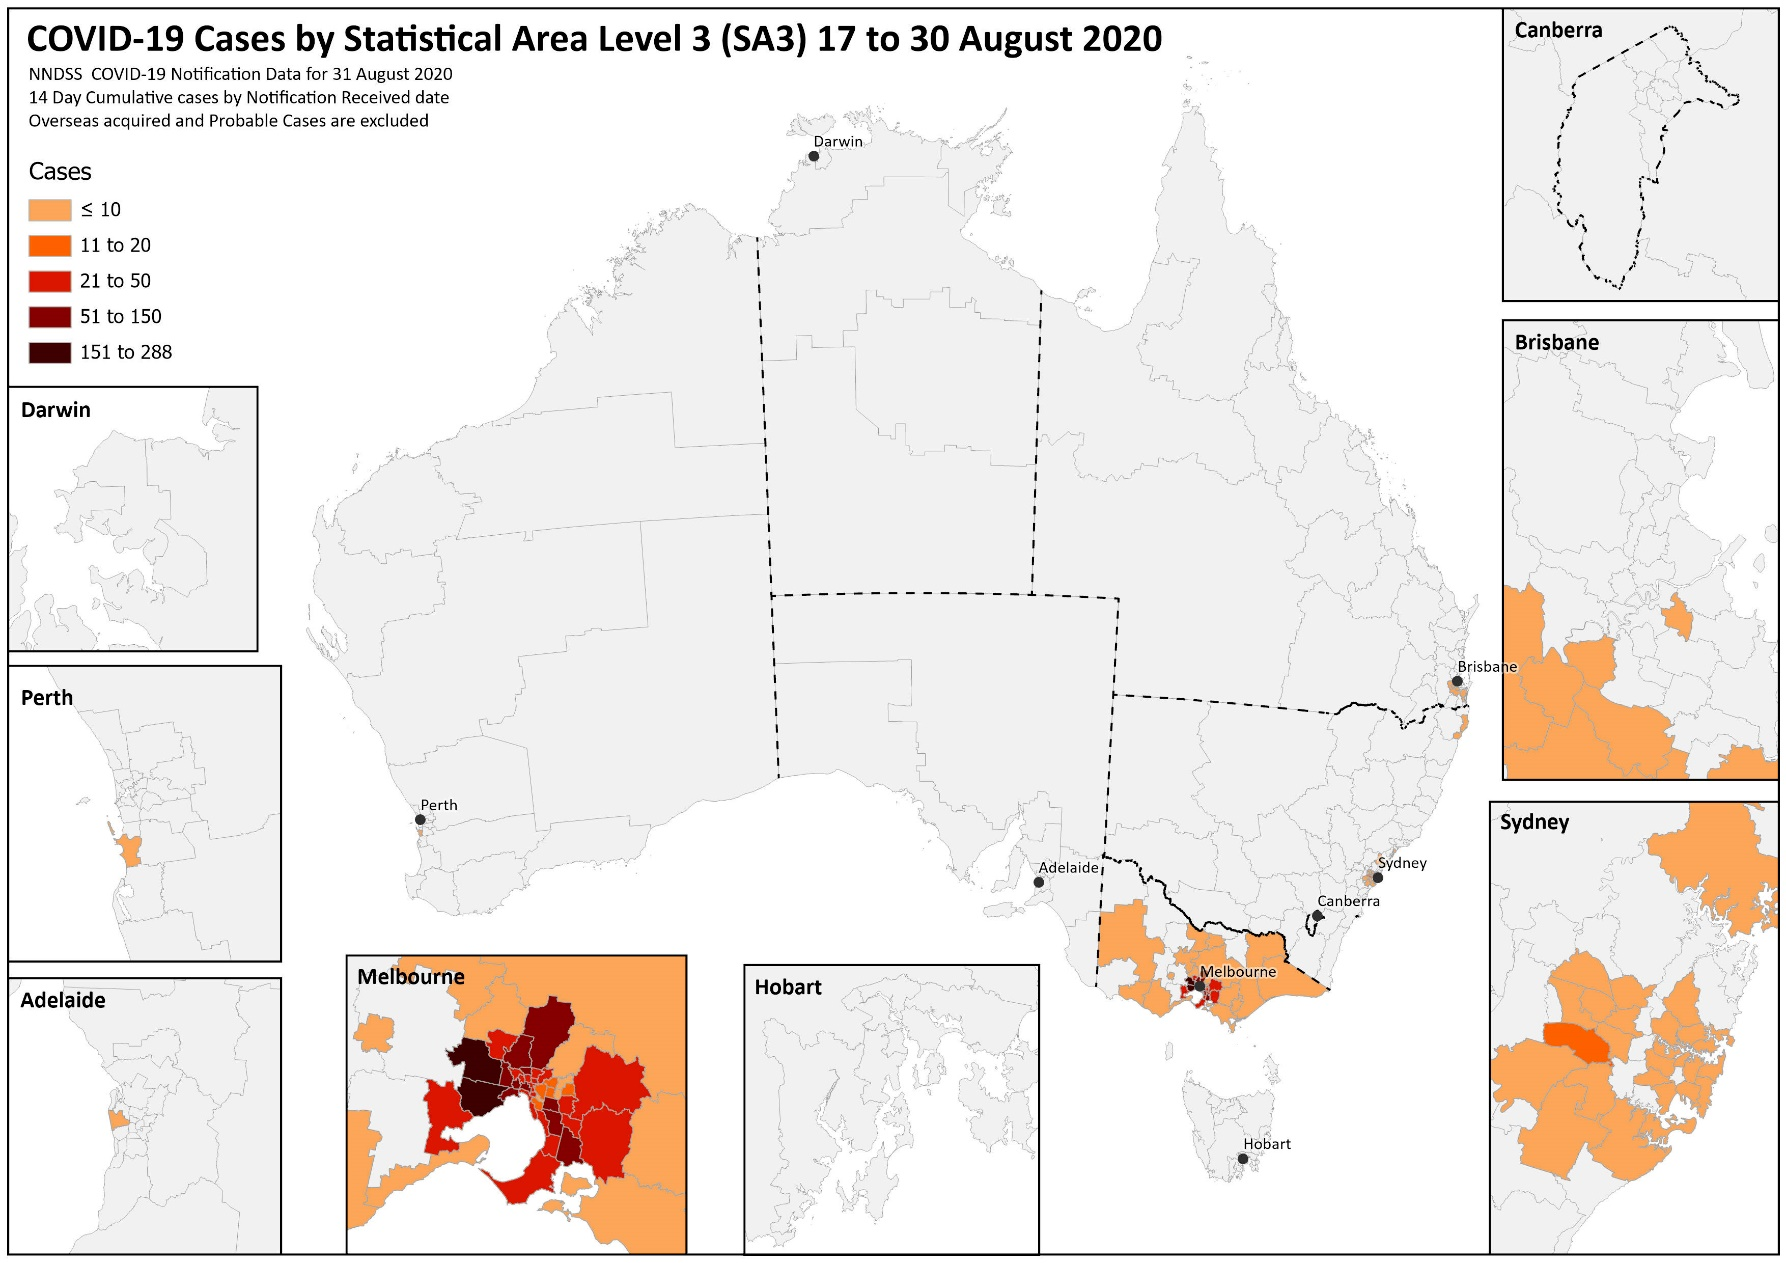 COVID-19 Cases by Statistical Area Level 3 (SA3) 17 to 30 August 2020
NNDSS COVID-19 Notification Data for 31 August 2020
14 Day Cumulative cases by Notification Received date
Overseas acquired and Probable Cases are excluded
Cases
≤ 10
11 to 20
21 to 50
51 to 150
151 to 288
Darwin
Perth
Adelaide
Melbourne
Hobart
Canberra
Brisbane
Sydney
Darwin
Brisbane
Perth
Adelaide
Sydney
Canberra
Melbourne
Hobart